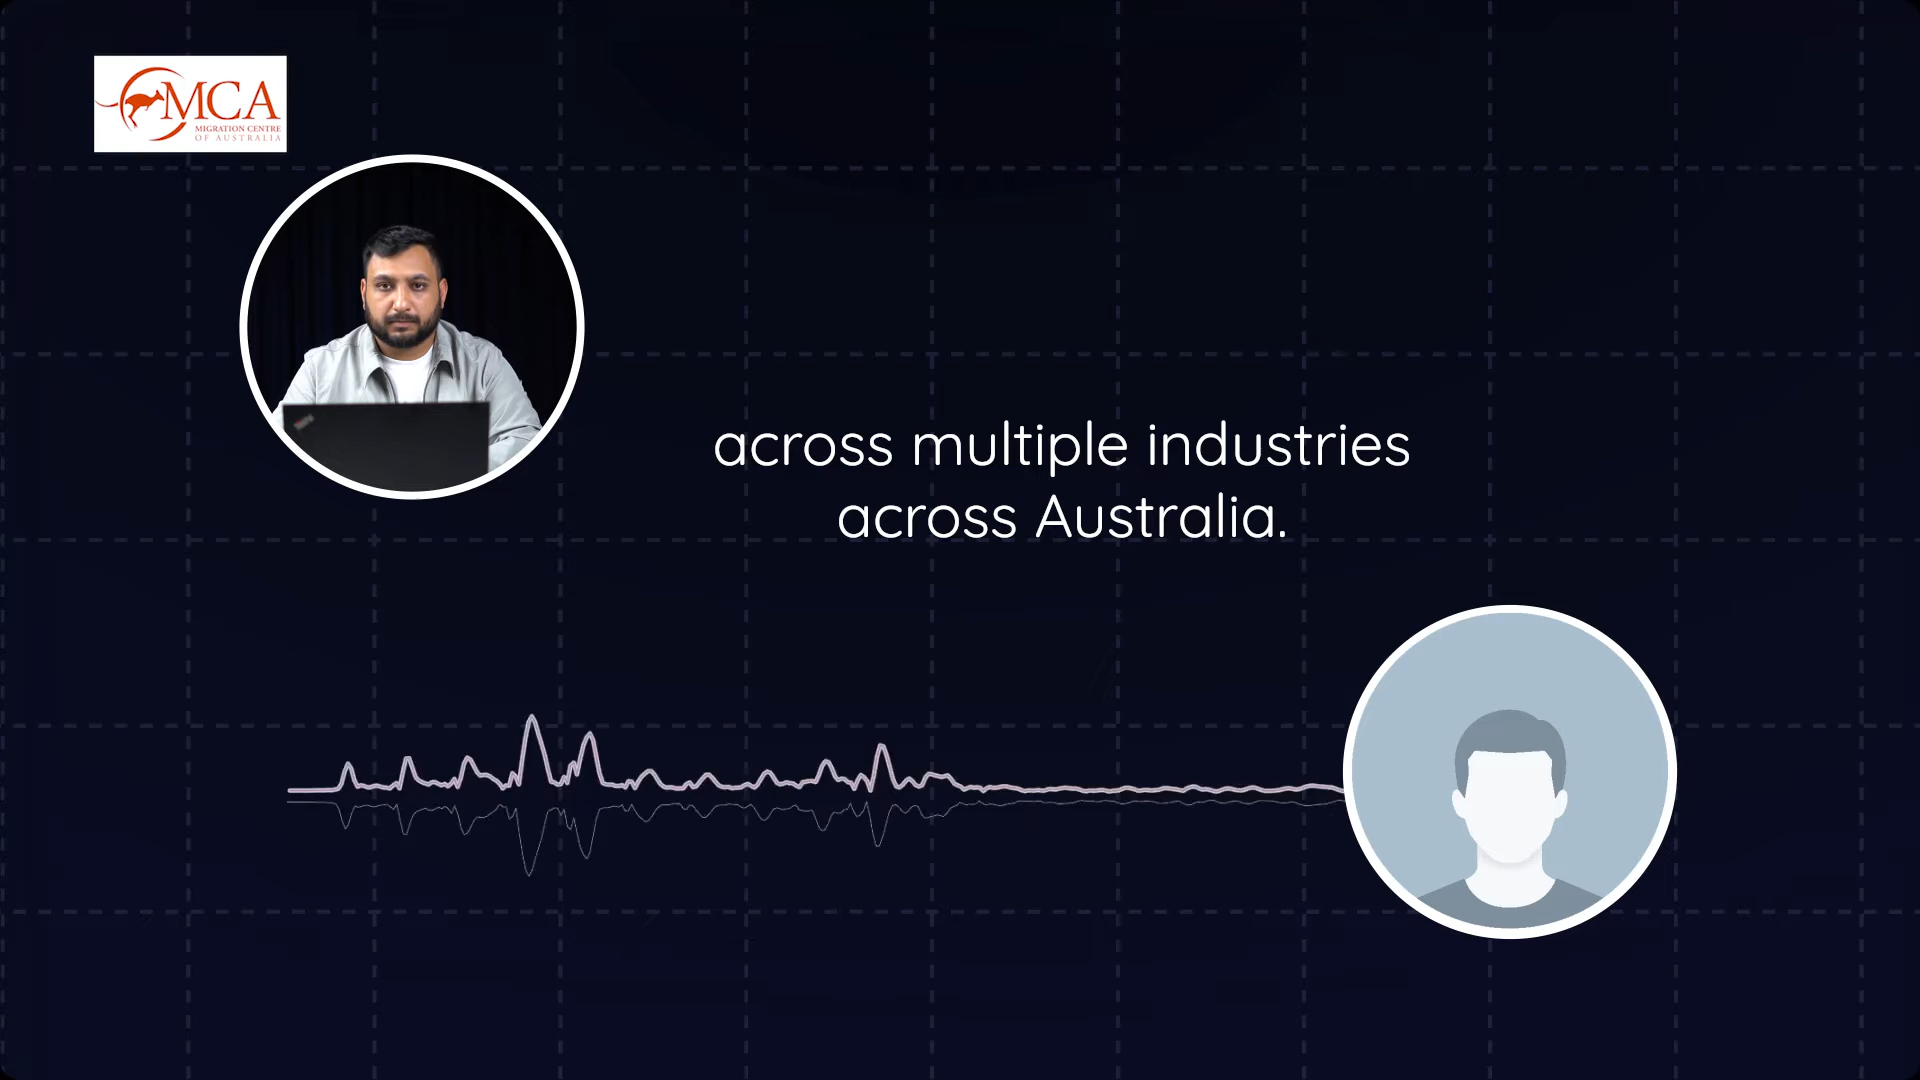 MCA
MIGRATION CENTRE
OF AUSTRALIA
across multiple industries
across Australia.